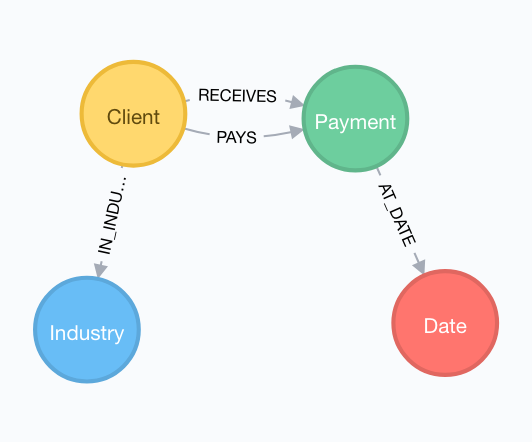 RECEIVES
Client
Payment
PAYS
IN_INDU...
AT_DATE
Industry
Date